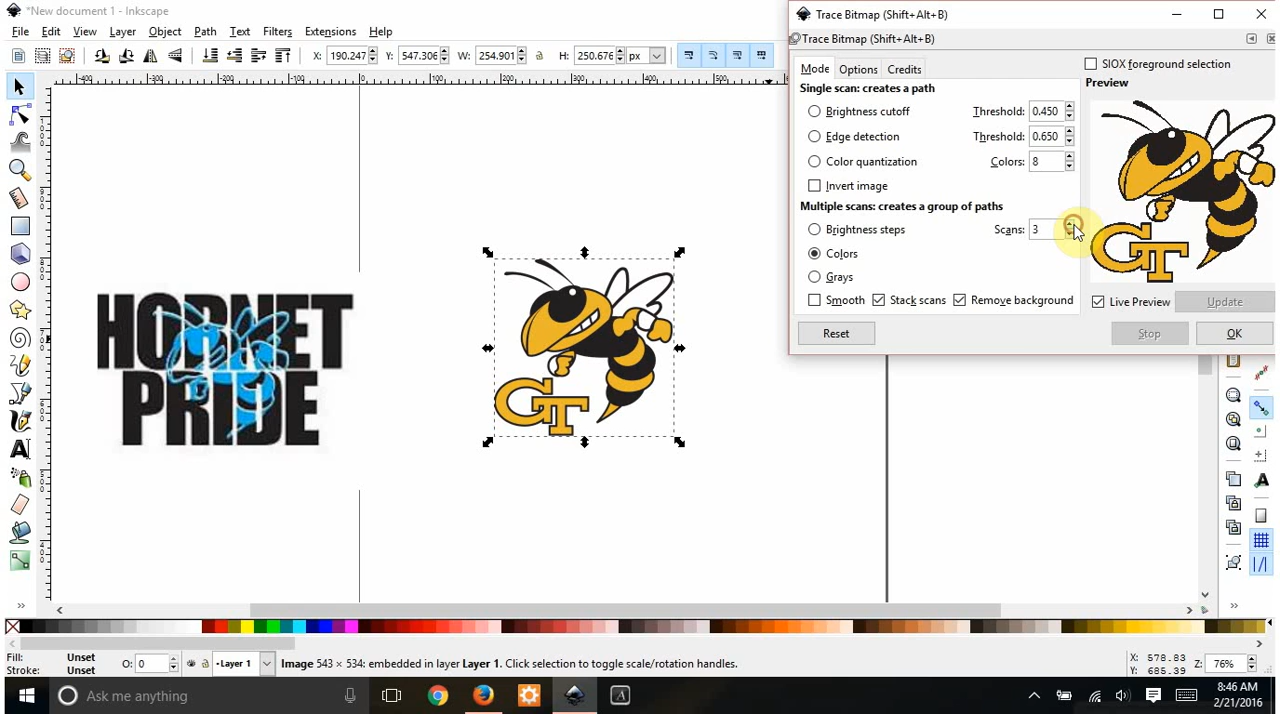 *New document 1 - Inkscape
File Edit View Layer Object Path Text Filters Extensions Help
X: 190.247 Y: 547.306 W: 254.901 H: 250.676 px
Trace Bitmap (Shift+Alt+B)
Trace Bitmap (Shift+Alt+B)
Mode Options Credits
SIOX foreground selection
Single scan: creates a path
Preview
Brightness cutoff Threshold: 0.450
Edge detection Threshold: 0.650
Color quantization Colors: 8
Invert image
Multiple scans: creates a group of paths
Brightness steps Scans: 3
Colors
Grays
Smooth Stack scans Remove background
Live Preview Update
Reset Stop OK
GT
HORNET
PRIDE
GT
Fill: Unset
Stroke: Unset
O: 0
Layer 1
Image 543 × 534: embedded in layer Layer 1. Click selection to toggle scale/rotation handles.
X: 578.83
Y: 685.39
Z: 76%
Ask me anything
8:46 AM
2/21/2016